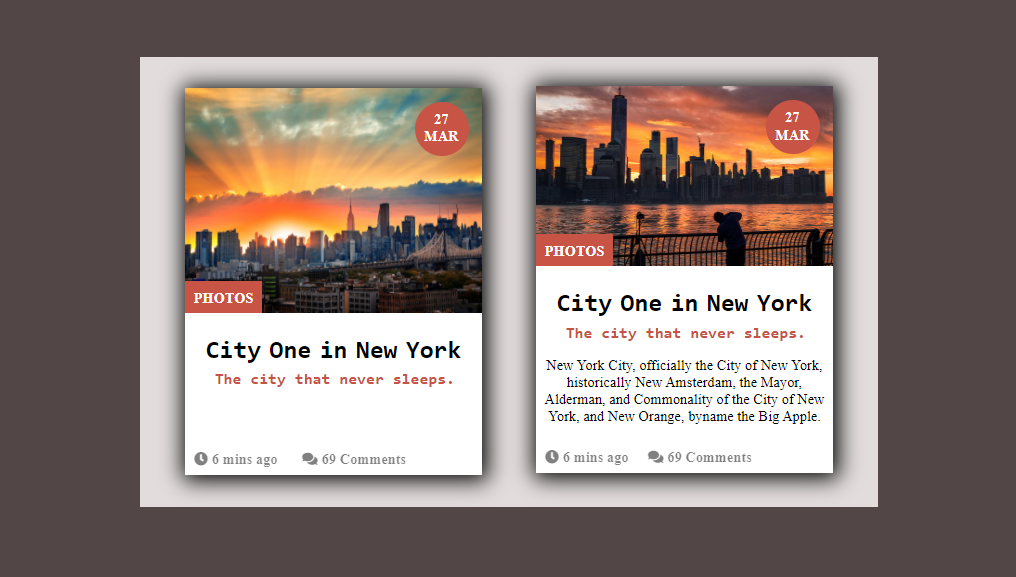 27
MAR
PHOTOS
City One in New York
The city that never sleeps.
6 mins ago 69 Comments
27
MAR
PHOTOS
City One in New York
The city that never sleeps.
New York City, officially the City of New York,
historically New Amsterdam, the Mayor,
Alderman, and Commonality of the City of New
York, and New Orange, byname the Big Apple.
6 mins ago 69 Comments